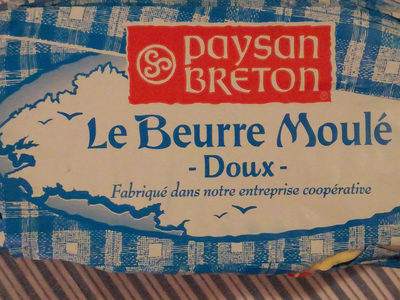 PAYSAN
BRETON
Le Beurre Moulé
- Doux -
Fabriqué dans notre entreprise coopérative